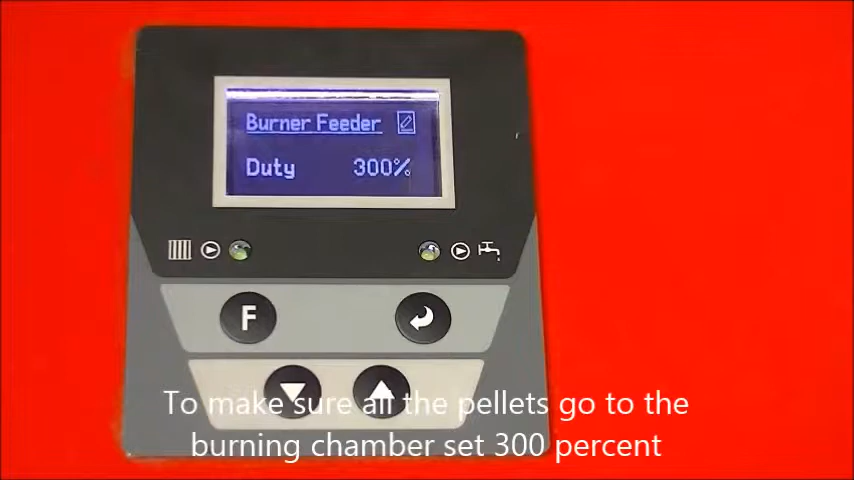 Burner Feeder
Duty 300%
F
To make sure all the pellets go to the
burning chamber set 300 percent